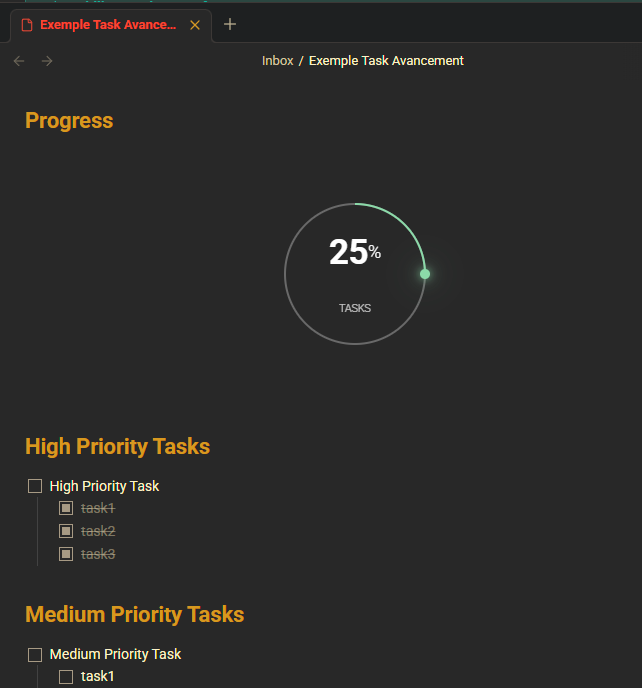 Exemple Task Avance...
Inbox / Exemple Task Avancement
Progress
25%
TASKS
High Priority Tasks
High Priority Task
task1
task2
task3
Medium Priority Tasks
Medium Priority Task
task1